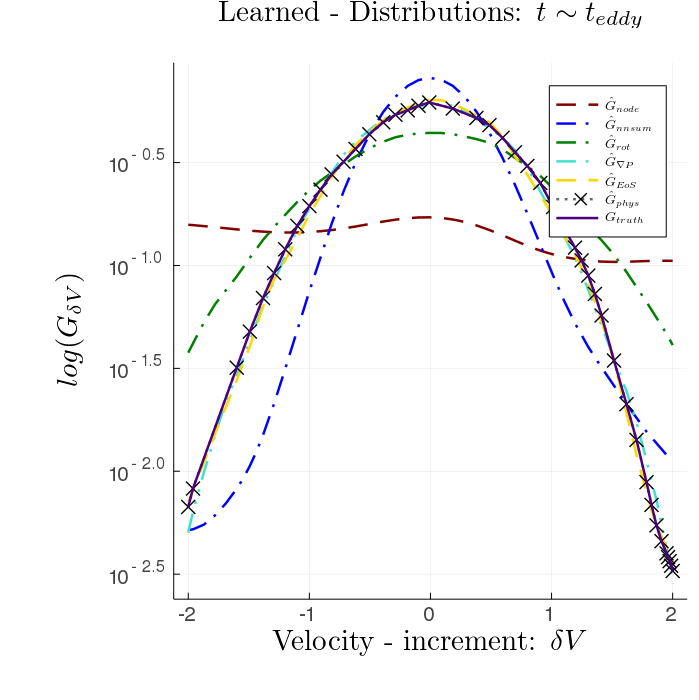 Learned - Distributions: t ∼ t_eddy
Ĝ_node
Ĝ_nnsum
Ĝ_rot
Ĝ_∇P
Ĝ_EoS
Ĝ_phys
G_truth
log(G_δV)
10^-0.5
10^-1.0
10^-1.5
10^-2.0
10^-2.5
-2 -1 0 1 2
Velocity - increment: δV